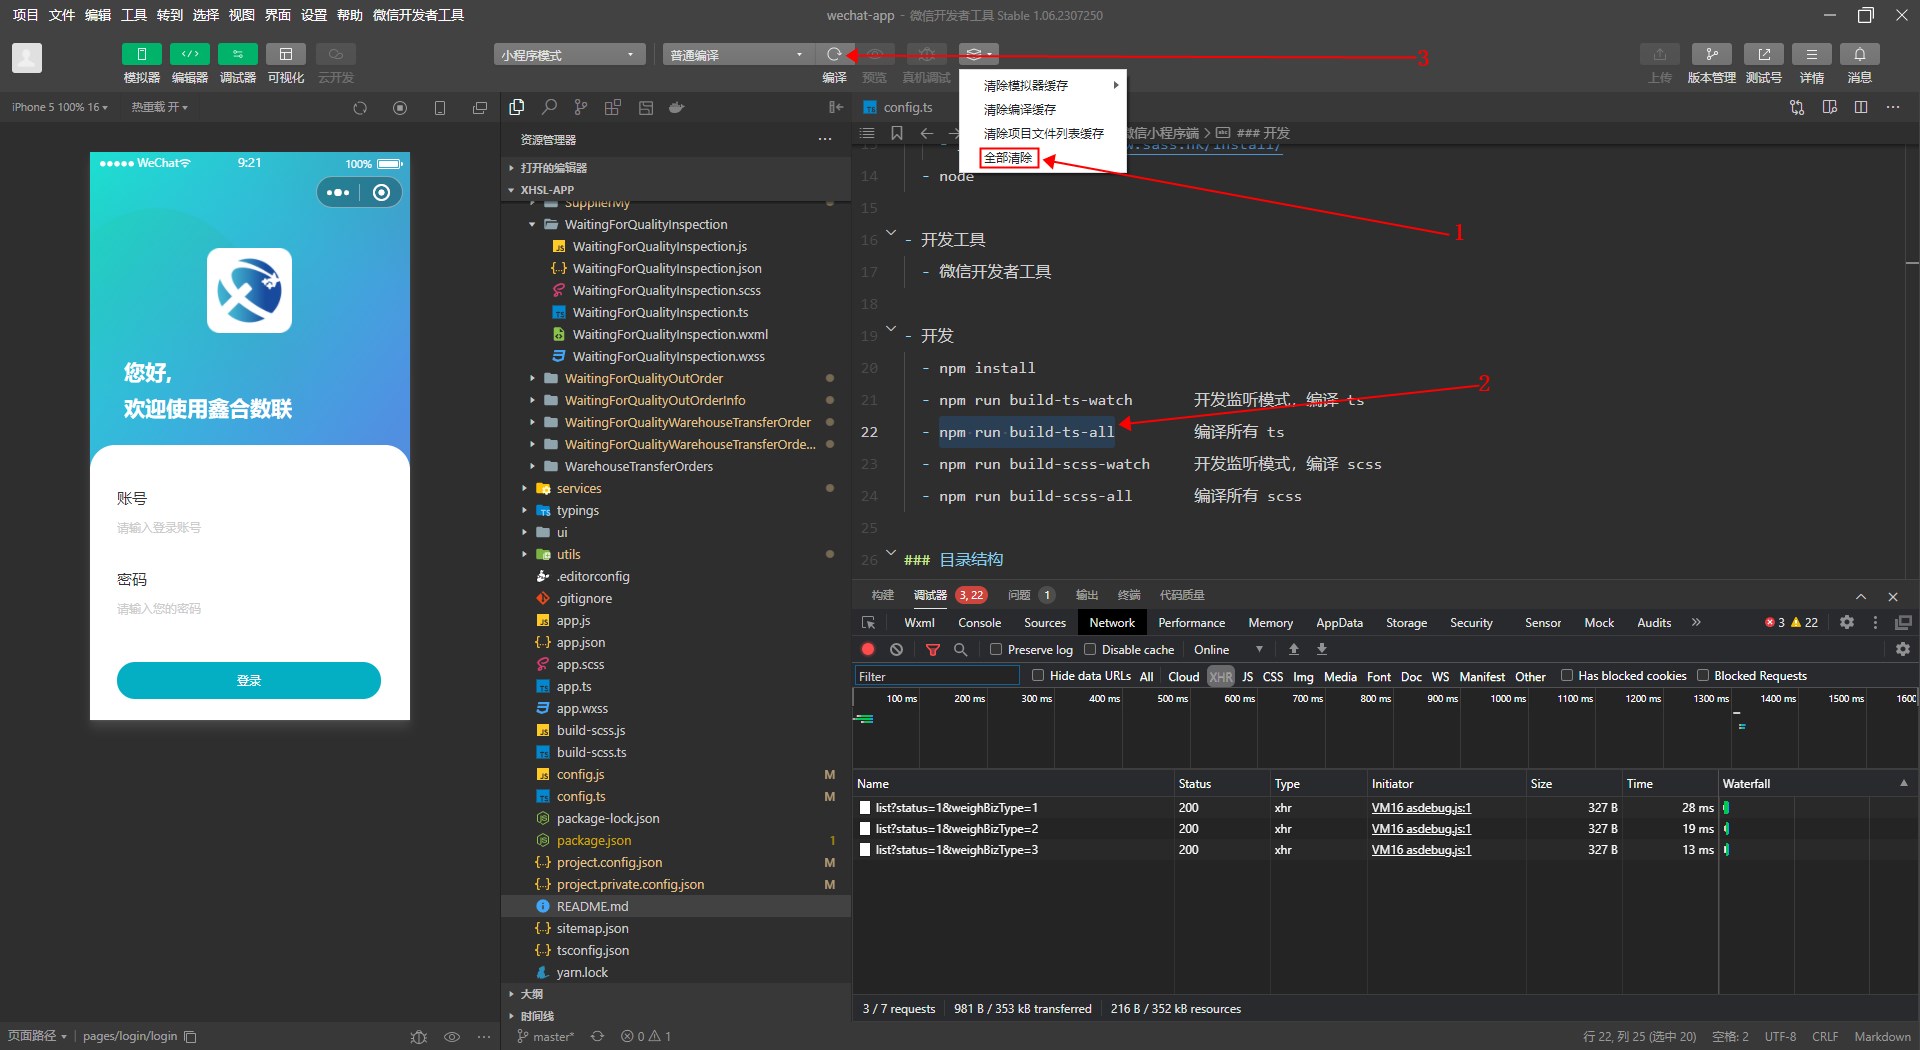 项目 文件 编辑 工具 转到 选择 视图 界面 设置 帮助 微信开发者工具
wechat-app - 微信开发者工具 Stable 1.06.2307250
小程序模式
普通编译
模拟器 编辑器 调试器 可视化 云开发
编译 预览 真机调试
上传 版本管理 测试号 详情 消息
3
清除模拟器缓存
清除编译缓存
清除项目文件列表缓存
全部清除
1
iPhone 5 100% 16
热重载 开
WeChat
9:21
100%
您好,
欢迎使用鑫合数联
账号
请输入登录账号
密码
请输入您的密码
登录
页面路径
pages/login/login
资源管理器
打开的编辑器
XHSL-APP
SupplierMy
WaitingForQualityInspection
WaitingForQualityInspection.js
WaitingForQualityInspection.json
WaitingForQualityInspection.scss
WaitingForQualityInspection.ts
WaitingForQualityInspection.wxml
WaitingForQualityInspection.wxss
WaitingForQualityOutOrder
WaitingForQualityOutOrderInfo
WaitingForQualityWarehouseTransferOrder
WaitingForQualityWarehouseTransferOrde...
WarehouseTransferOrders
services
typings
ui
utils
.editorconfig
.gitignore
app.js
app.json
app.scss
app.ts
app.wxss
build-scss.js
build-scss.ts
config.js M
config.ts M
package-lock.json
package.json 1
project.config.json M
project.private.config.json M
README.md
sitemap.json
tsconfig.json
yarn.lock
大纲
时间线
master*
0 1
config.ts
微信小程序端 > ### 开发
14 - node
15
16 - 开发工具
17 - 微信开发者工具
18
19 - 开发
20 - npm install
21 - npm run build-ts-watch 开发监听模式, 编译 ts
22 - npm run build-ts-all 编译所有 ts
23 - npm run build-scss-watch 开发监听模式, 编译 scss
24 - npm run build-scss-all 编译所有 scss
25
26 ### 目录结构
2
构建 调试器 3, 22 问题 1 输出 终端 代码质量
Wxml Console Sources Network Performance Memory AppData Storage Security Sensor Mock Audits 3 22
Preserve log Disable cache Online
Filter Hide data URLs All Cloud XHR JS CSS Img Media Font Doc WS Manifest Other Has blocked cookies Blocked Requests
100 ms 200 ms 300 ms 400 ms 500 ms 600 ms 700 ms 800 ms 900 ms 1000 ms 1100 ms 1200 ms 1300 ms 1400 ms 1500 ms 1600
Name Status Type Initiator Size Time Waterfall
list?status=1&weighBizType=1 200 xhr VM16 asdebug.js:1 327 B 28 ms
list?status=1&weighBizType=2 200 xhr VM16 asdebug.js:1 327 B 19 ms
list?status=1&weighBizType=3 200 xhr VM16 asdebug.js:1 327 B 13 ms
3 / 7 requests 981 B / 353 kB transferred 216 B / 352 kB resources
行 22, 列 25 (选中 20) 空格: 2 UTF-8 CRLF Markdown